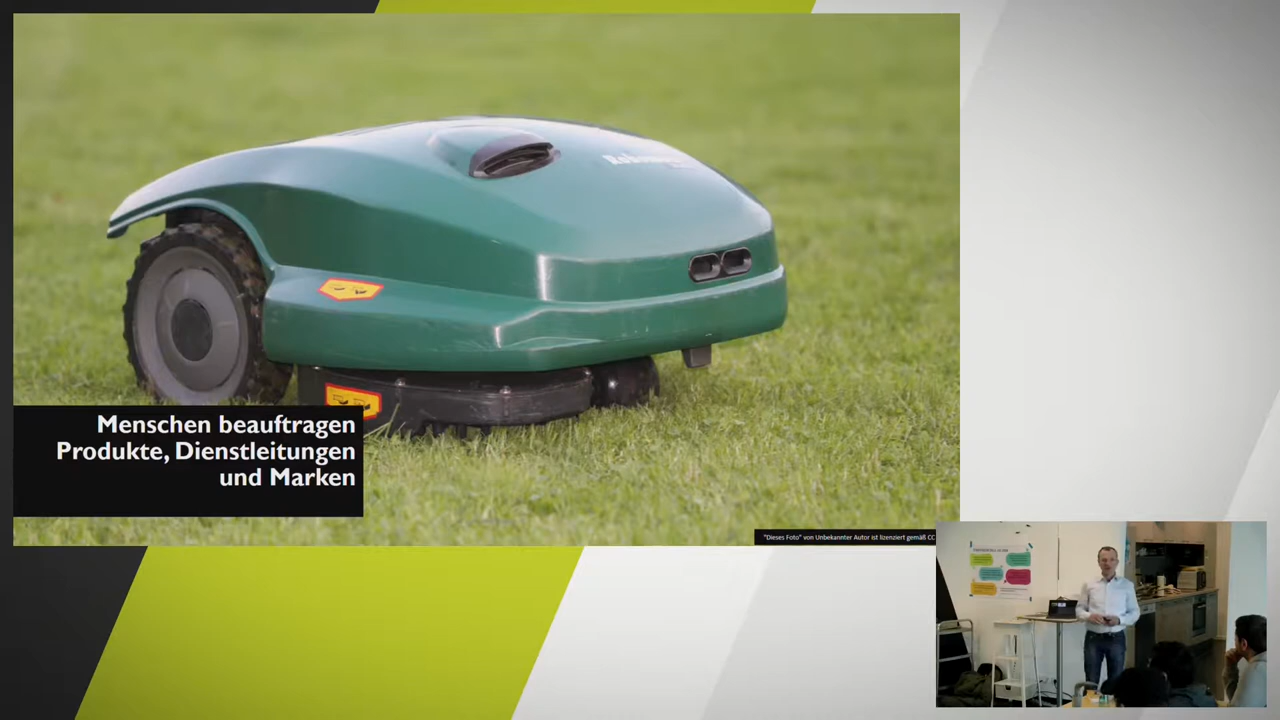 Menschen beauftragen
Produkte, Dienstleitungen
und Marken
"Dieses Foto" von Unbekannter Autor ist lizenziert gemäß CC